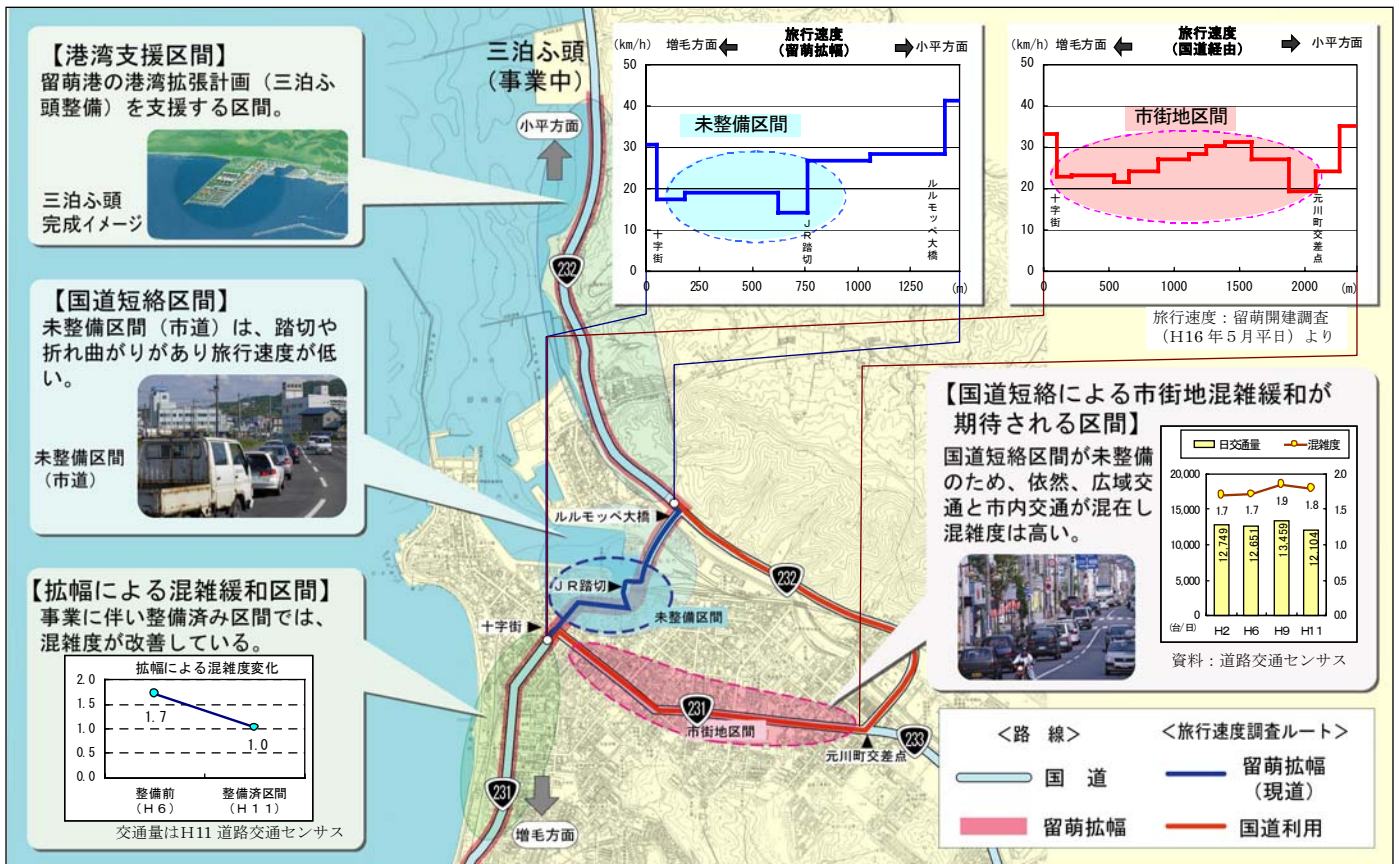 【港湾支援区間】
留萌港の港湾拡張計画（三泊ふ
頭整備）を支援する区間。
三泊ふ頭
完成イメージ
【国道短絡区間】
未整備区間（市道）は、踏切や
折れ曲がりがあり旅行速度が低
い。
未整備区間
（市道）
【拡幅による混雑緩和区間】
事業に伴い整備済み区間では、
混雑度が改善している。
拡幅による混雑度変化
2.0
1.5
1.0
0.5
0.0
1.7
1.0
整備前
（H6）
整備済区間
（H11）
交通量はH11 道路交通センサス
三泊ふ頭
（事業中）
小平方面
232
ルルモッペ大橋
JR踏切
未整備区間
十字街
232
231
市街地区間
元川町交差点
233
231
増毛方面
旅行速度
（留萌拡幅）
(km/h) 増毛方面
小平方面
50
40
30
20
10
0
未整備区間
十字街
JR踏切
ルルモッペ大橋
0 250 500 750 1000 1250 (m)
旅行速度
（国道経由）
(km/h) 増毛方面
小平方面
50
40
30
20
10
0
市街地区間
十字街
元川町交差点
0 500 1000 1500 2000 (m)
旅行速度：留萌開建調査
（H16年5月平日）より
【国道短絡による市街地混雑緩和が
期待される区間】
国道短絡区間が未整備
のため、依然、広域交
通と市内交通が混在し
混雑度は高い。
日交通量 混雑度
20,000
15,000
10,000
5,000
0
(台/日)
2.0
1.5
1.0
0.5
0.0
1.7 1.7 1.9 1.8
12,749 12,651 13,459 12,104
H2 H6 H9 H11
資料：道路交通センサス
＜路 線＞
国 道
留萌拡幅
＜旅行速度調査ルート＞
留萌拡幅
（現道）
国道利用